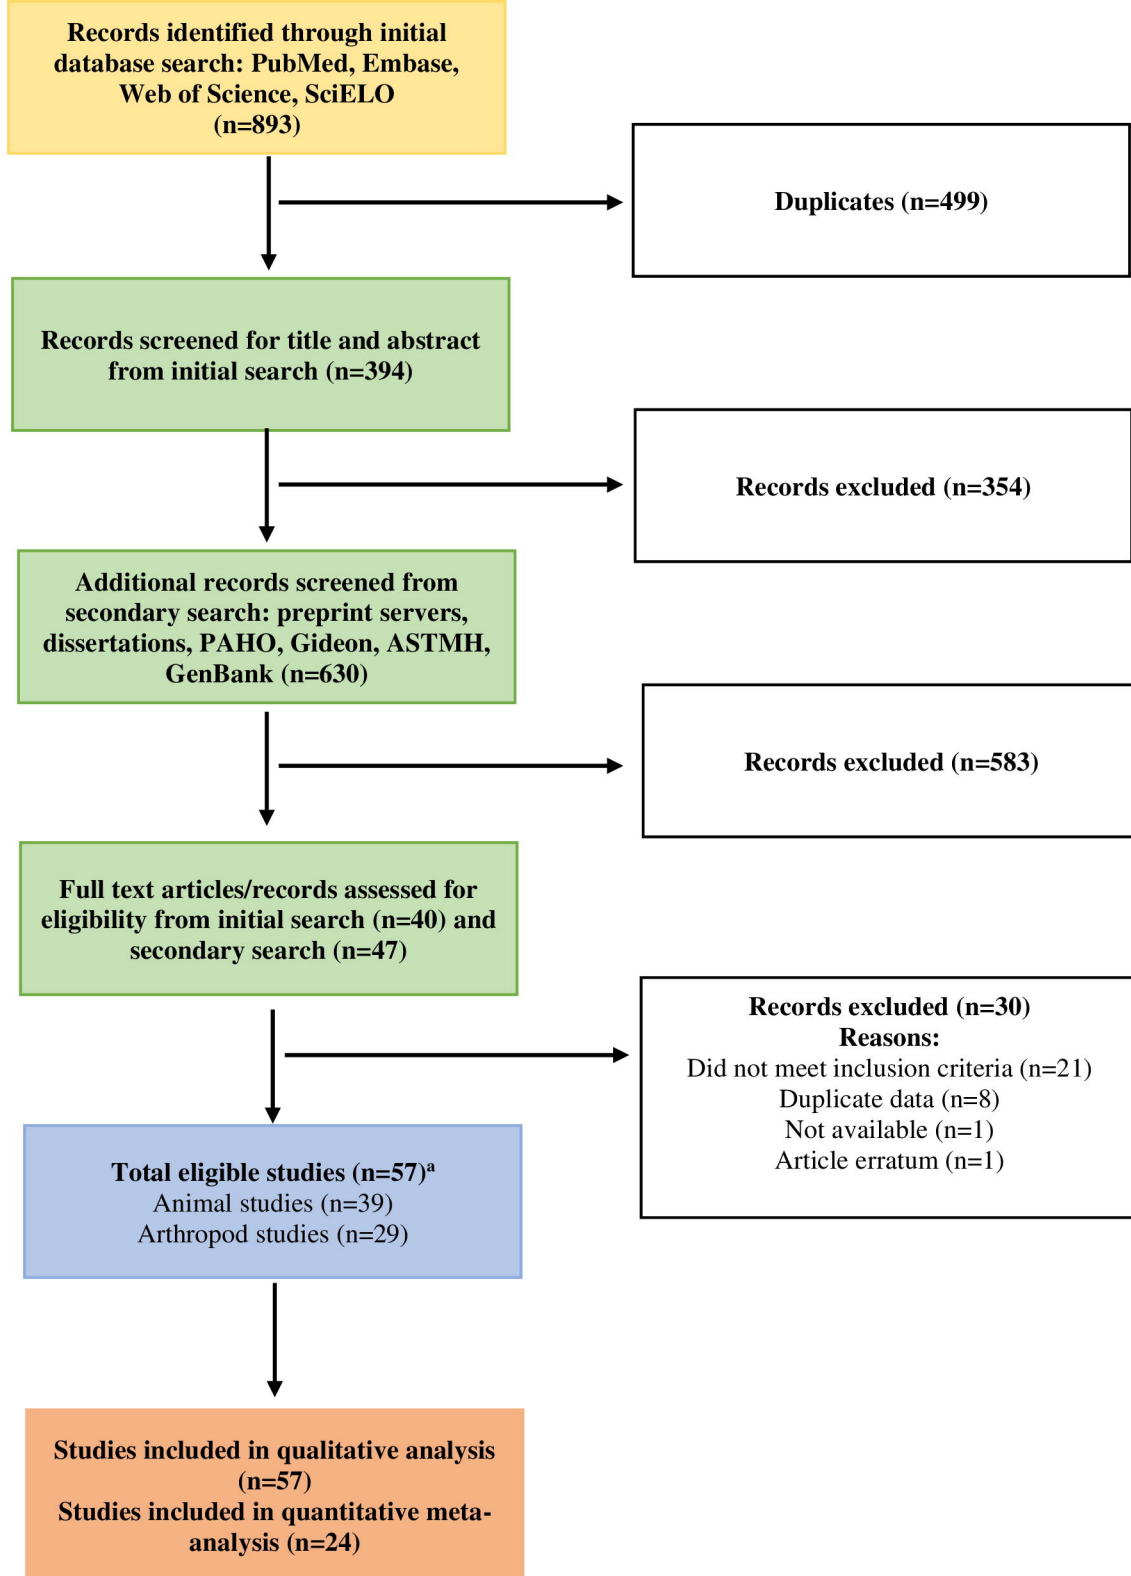 Records identified through initial
database search: PubMed, Embase,
Web of Science, SciELO
(n=893)
Duplicates (n=499)
Records screened for title and abstract
from initial search (n=394)
Records excluded (n=354)
Additional records screened from
secondary search: preprint servers,
dissertations, PAHO, Gideon, ASTMH,
GenBank (n=630)
Records excluded (n=583)
Full text articles/records assessed for
eligibility from initial search (n=40) and
secondary search (n=47)
Records excluded (n=30)
Reasons:
Did not meet inclusion criteria (n=21)
Duplicate data (n=8)
Not available (n=1)
Article erratum (n=1)
Total eligible studies (n=57)ᵃ
Animal studies (n=39)
Arthropod studies (n=29)
Studies included in qualitative analysis
(n=57)
Studies included in quantitative meta-
analysis (n=24)